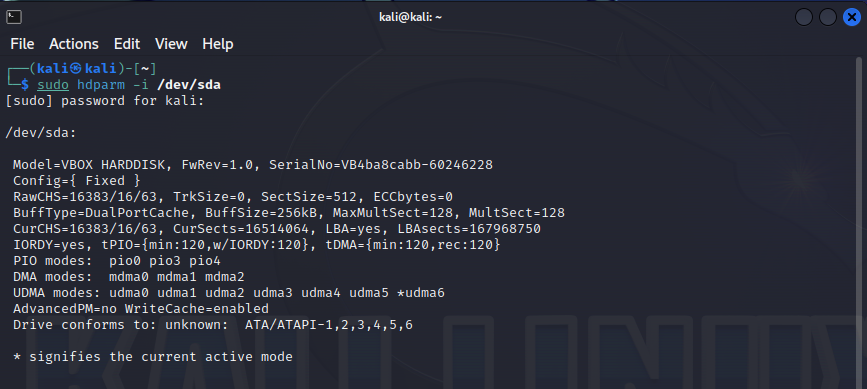 kali@kali: ~
File Actions Edit View Help
┌──(kali㉿kali)-[~]
└─$ sudo hdparm -i /dev/sda
[sudo] password for kali:
/dev/sda:
Model=VBOX HARDDISK, FwRev=1.0, SerialNo=VB4ba8cabb-60246228
Config={ Fixed }
RawCHS=16383/16/63, TrkSize=0, SectSize=512, ECCbytes=0
BuffType=DualPortCache, BuffSize=256kB, MaxMultSect=128, MultSect=128
CurCHS=16383/16/63, CurSects=16514064, LBA=yes, LBAsects=167968750
IORDY=yes, tPIO={min:120,w/IORDY:120}, tDMA={min:120,rec:120}
PIO modes:  pio0 pio3 pio4
DMA modes:  mdma0 mdma1 mdma2
UDMA modes: udma0 udma1 udma2 udma3 udma4 udma5 *udma6
AdvancedPM=no WriteCache=enabled
Drive conforms to: unknown:  ATA/ATAPI-1,2,3,4,5,6
* signifies the current active mode
KALI LINUX